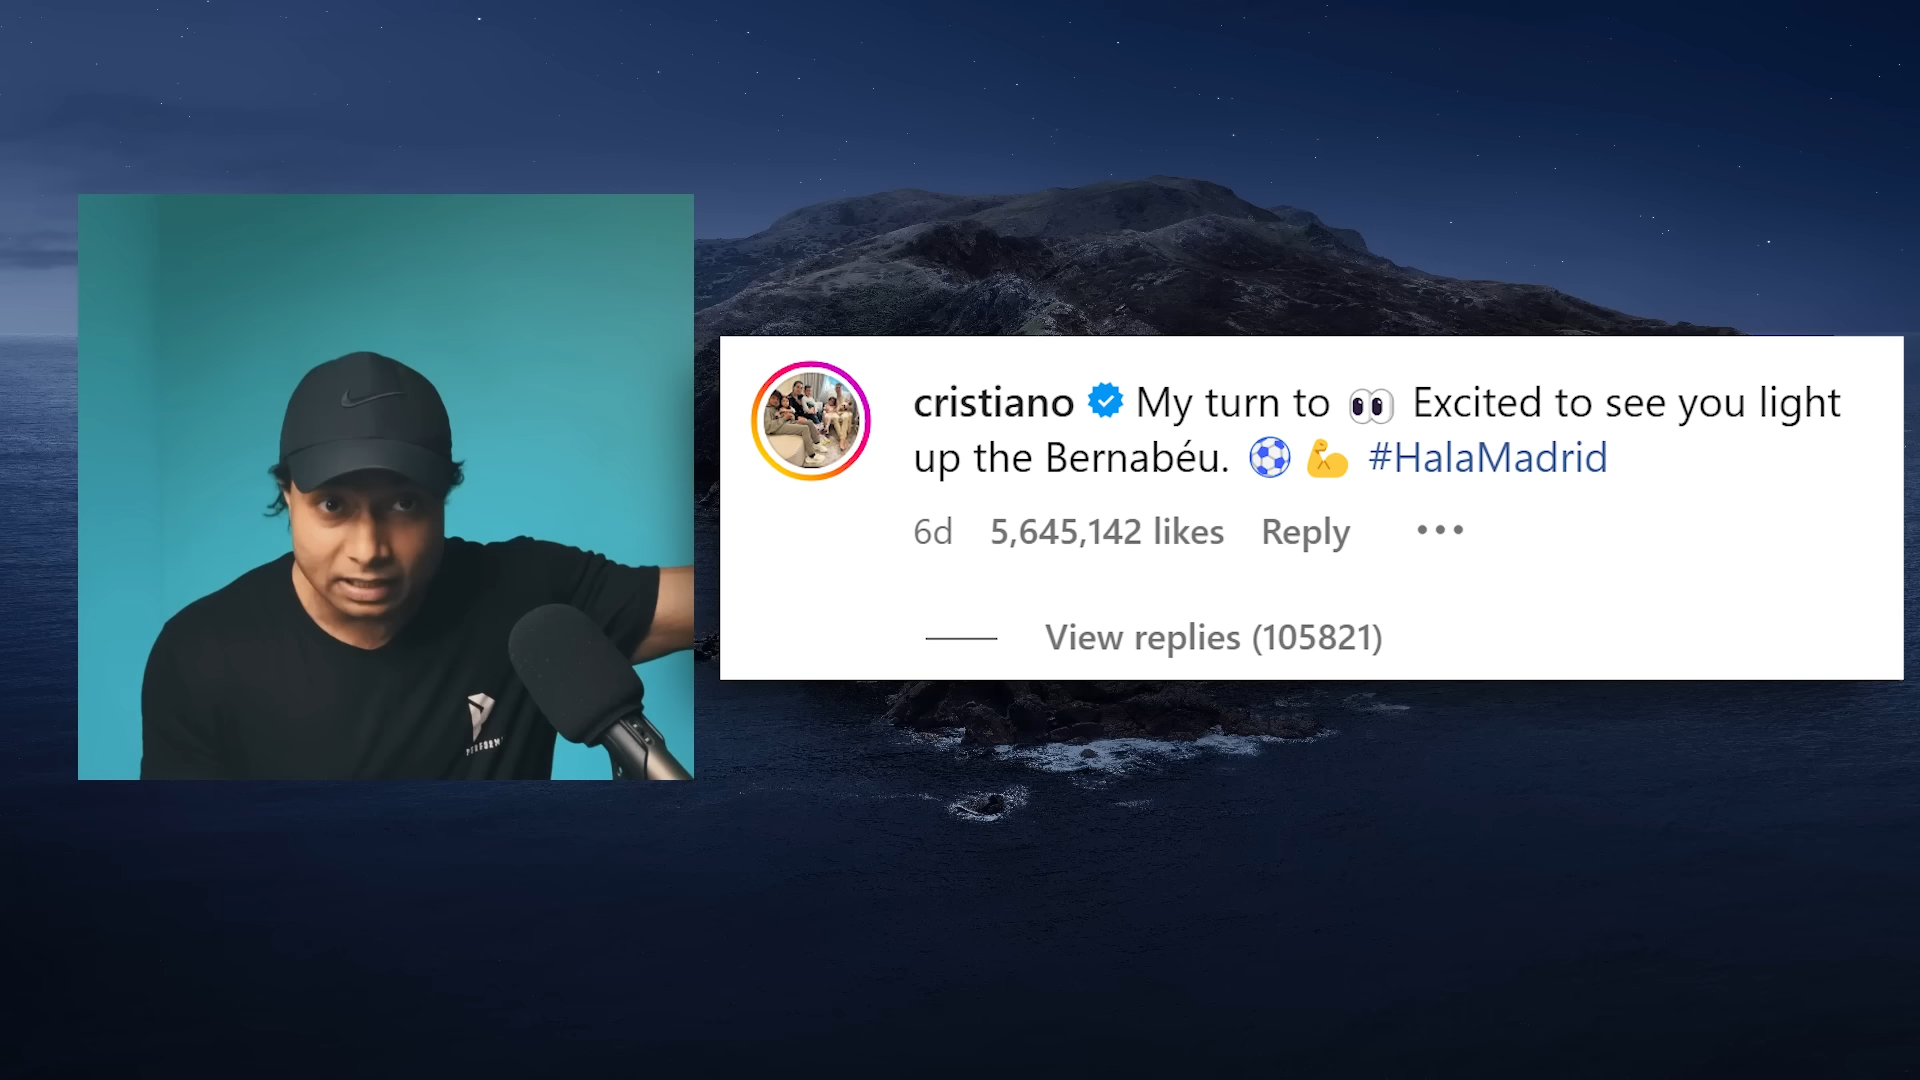 cristiano My turn to 👀 Excited to see you light
up the Bernabéu. ⚽ 💪 #HalaMadrid
6d 5,645,142 likes Reply •••
View replies (105821)